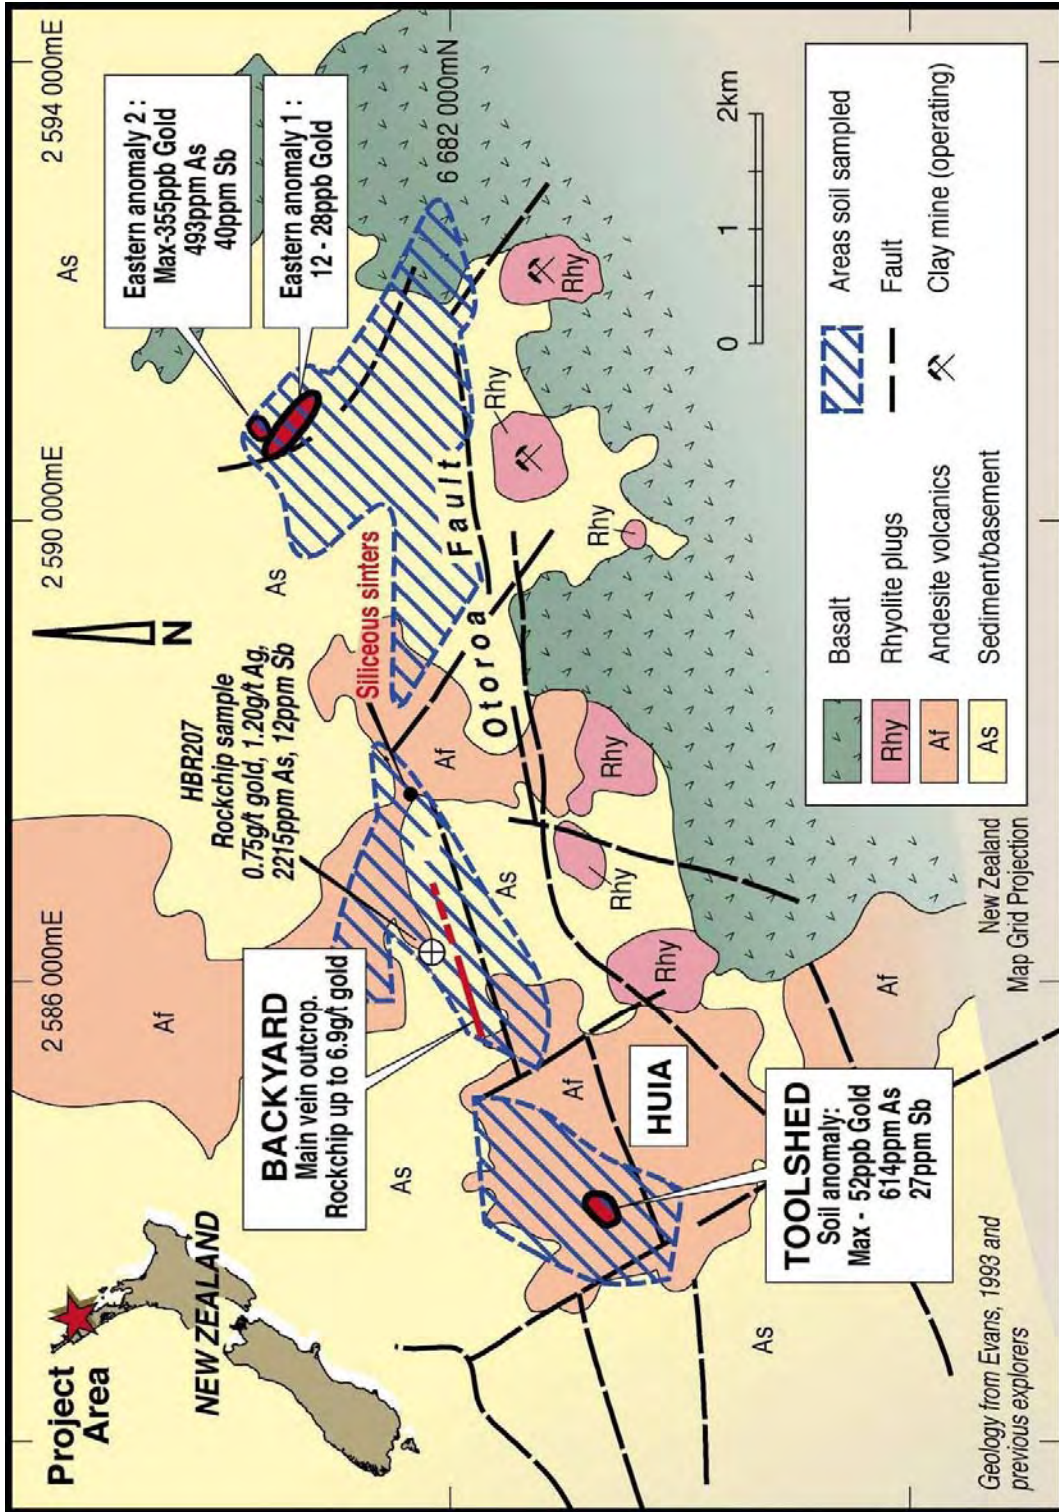 Project
Area
NEW ZEALAND
2 586 000mE
2 590 000mE
2 594 000mE
N
Af
As
As
Eastern anomaly 2 :
Max-355ppb Gold
493ppm As
40ppm Sb
Eastern anomaly 1 :
12 - 28ppb Gold
HBR207
Rockchip sample
0.75g/t gold, 1.20g/t Ag,
2215ppm As, 12ppm Sb
Siliceous sinters
BACKYARD
Main vein outcrop.
Rockchip up to 6.9g/t gold
As
Af
As
6 682 000mN
Otoroa Fault
Af
HUIA
Rhy
Rhy
Rhy
Rhy
Rhy
Rhy
TOOLSHED
Soil anomaly:
Max - 52ppb Gold
614ppm As
27ppm Sb
As
Af
0 1 2km
Basalt
Rhy Rhyolite plugs
Af Andesite volcanics
As Sediment/basement
Areas soil sampled
Fault
Clay mine (operating)
Geology from Evans, 1993 and
previous explorers
New Zealand
Map Grid Projection